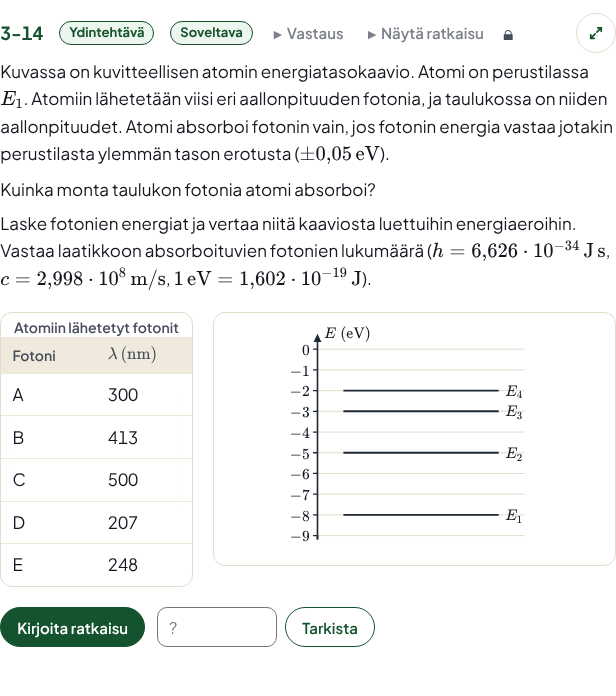 3–14 Ydintehtävä Soveltava ▸ Vastaus ▸ Näytä ratkaisu
Kuvassa on kuvitteellisen atomin energiatasokaavio. Atomi on perustilassa
E₁. Atomiin lähetetään viisi eri aallonpituuden fotonia, ja taulukossa on niiden
aallonpituudet. Atomi absorboi fotonin vain, jos fotonin energia vastaa jotakin
perustilasta ylemmän tason erotusta (±0,05 eV).
Kuinka monta taulukon fotonia atomi absorboi?
Laske fotonien energiat ja vertaa niitä kaaviosta luettuihin energiaeroihin.
Vastaa laatikkoon absorboituvien fotonien lukumäärä (h = 6,626 · 10⁻³⁴ J s,
c = 2,998 · 10⁸ m/s, 1 eV = 1,602 · 10⁻¹⁹ J).
Atomiin lähetetyt fotonit
Fotoni λ (nm)
A 300
B 413
C 500
D 207
E 248
E (eV)
0
−1
−2 E₄
−3 E₃
−4
−5 E₂
−6
−7
−8 E₁
−9
Kirjoita ratkaisu ? Tarkista